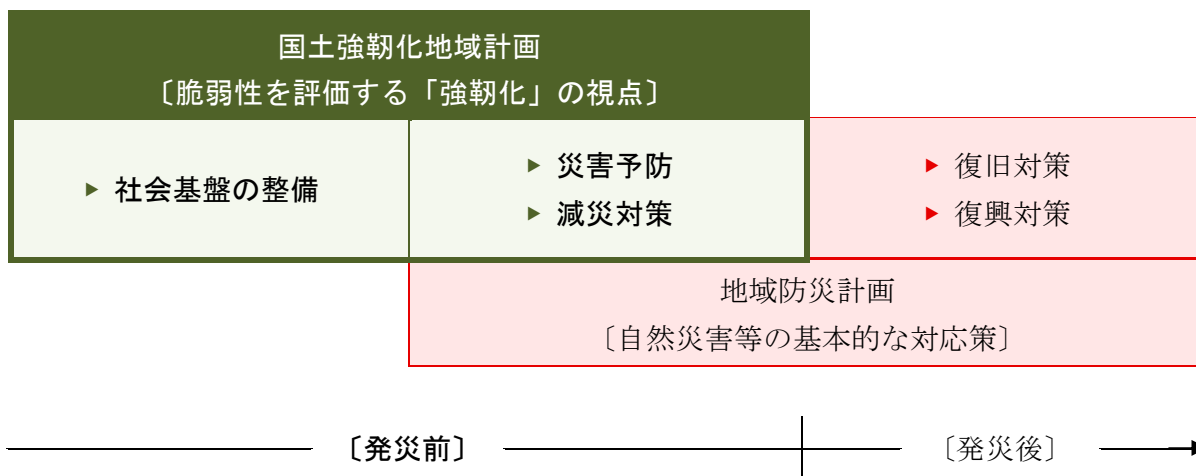 国土強靭化地域計画
〔脆弱性を評価する「強靭化」の視点〕
▶ 社会基盤の整備
▶ 災害予防
▶ 減災対策
▶ 復旧対策
▶ 復興対策
地域防災計画
〔自然災害等の基本的な対応策〕
〔発災前〕
〔発災後〕